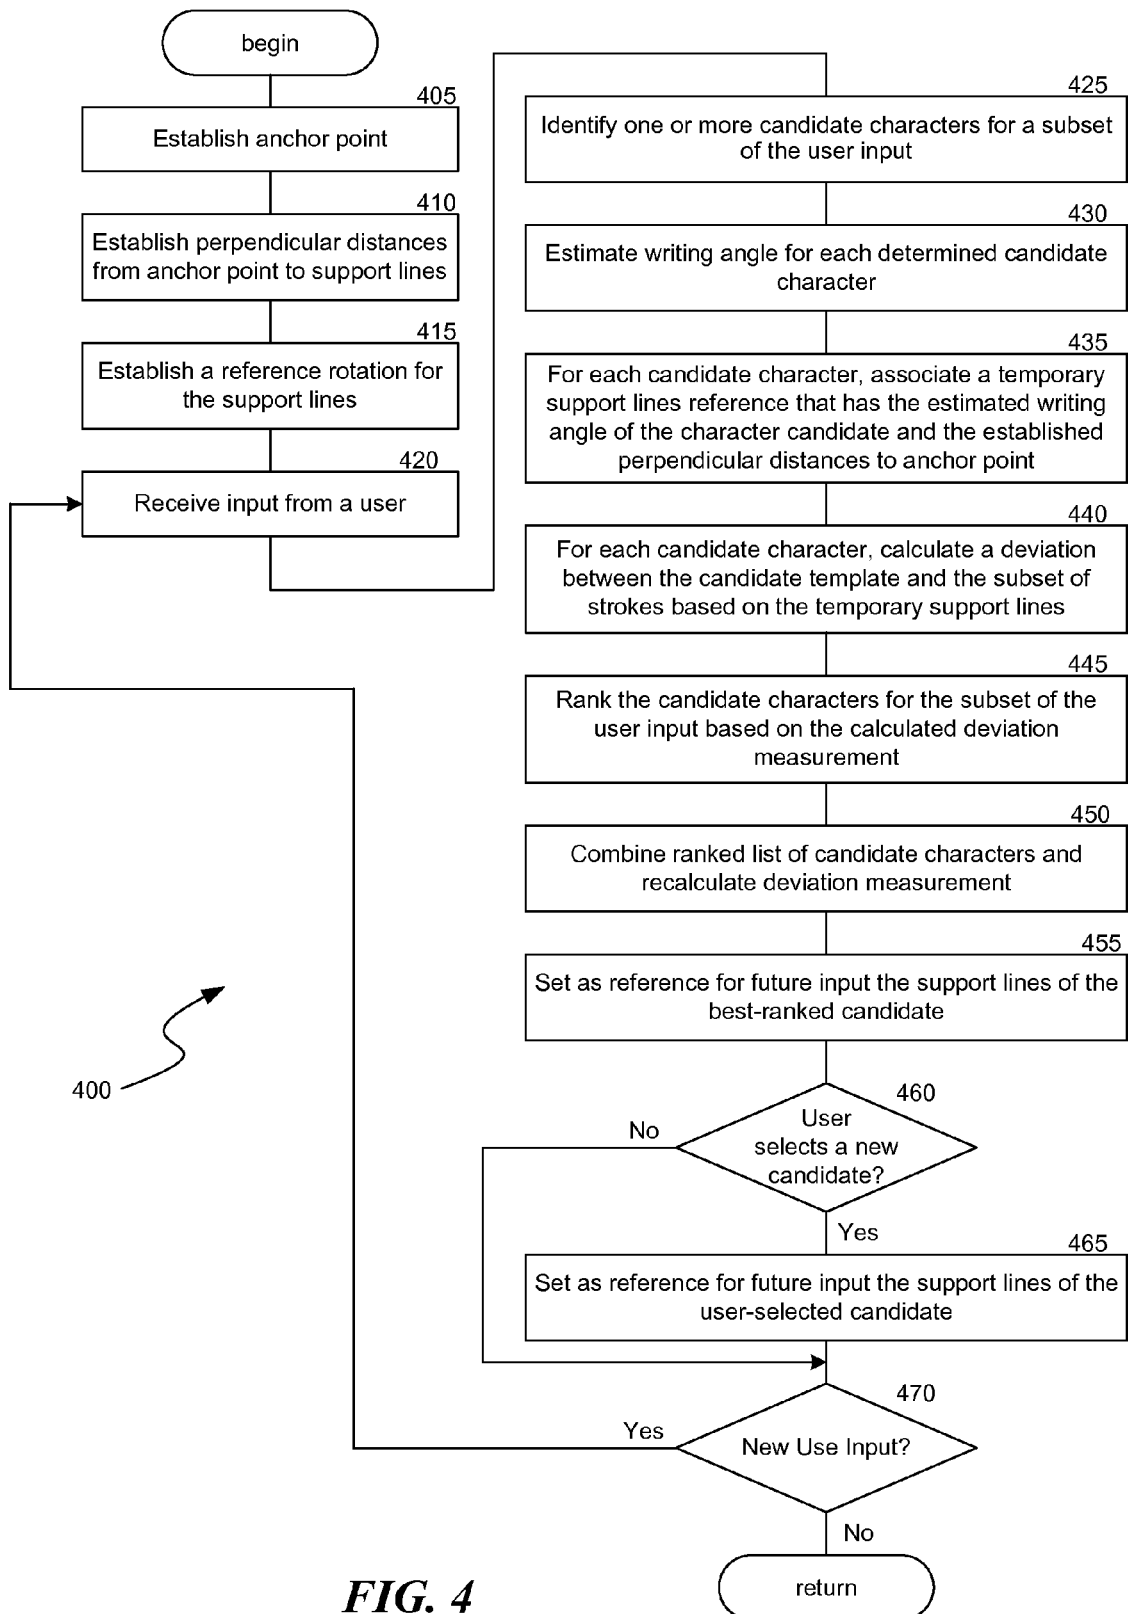 begin
405
Establish anchor point
410
Establish perpendicular distances
from anchor point to support lines
415
Establish a reference rotation for
the support lines
420
Receive input from a user
425
Identify one or more candidate characters for a subset
of the user input
430
Estimate writing angle for each determined candidate
character
435
For each candidate character, associate a temporary
support lines reference that has the estimated writing
angle of the character candidate and the established
perpendicular distances to anchor point
440
For each candidate character, calculate a deviation
between the candidate template and the subset of
strokes based on the temporary support lines
445
Rank the candidate characters for the subset of the
user input based on the calculated deviation
measurement
450
Combine ranked list of candidate characters and
recalculate deviation measurement
455
Set as reference for future input the support lines of the
best-ranked candidate
400
460
User
selects a new
candidate?
No
Yes
465
Set as reference for future input the support lines of the
user-selected candidate
470
New Use Input?
Yes
No
return
FIG. 4